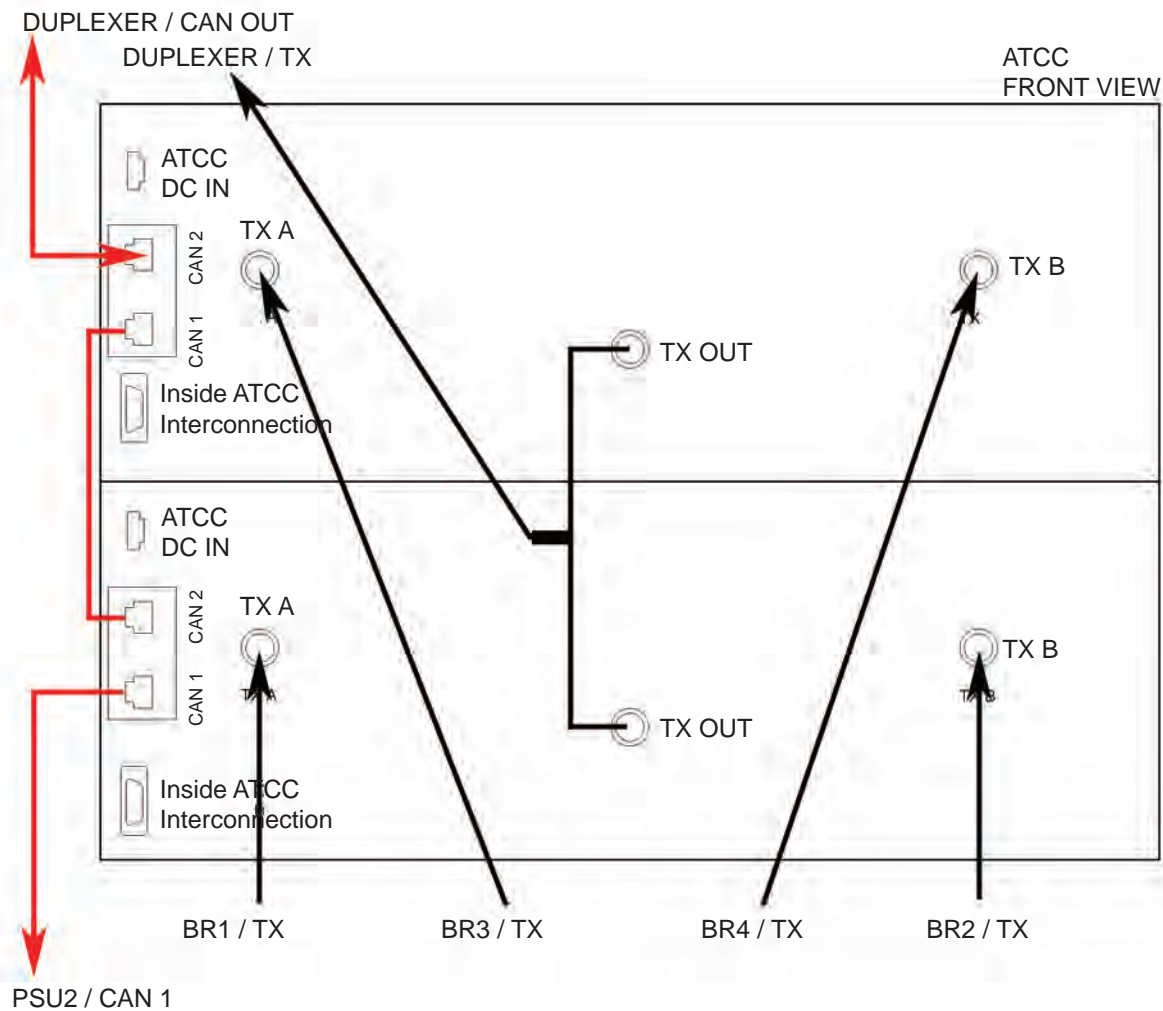 DUPLEXER / CAN OUT
DUPLEXER / TX
ATCC
FRONT VIEW
ATCC
DC IN
CAN 2
TX A
TX B
CAN 1
TX OUT
Inside ATCC
Interconnection
ATCC
DC IN
CAN 2
TX A
TX B
CAN 1
TX OUT
Inside ATCC
Interconnection
BR1 / TX
BR3 / TX
BR4 / TX
BR2 / TX
PSU2 / CAN 1